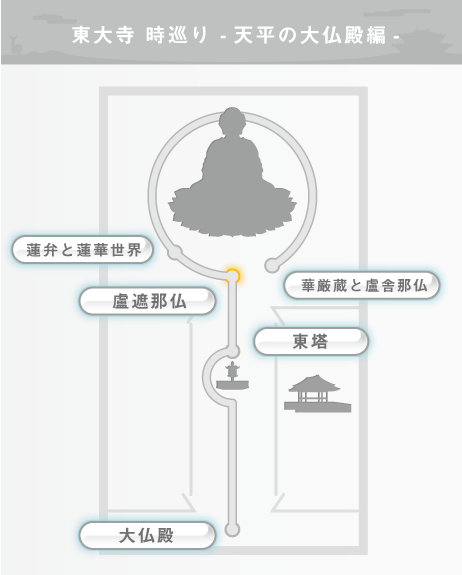 東大寺 時巡り - 天平の大仏殿編 -
蓮弁と蓮華世界
華厳蔵と盧舎那仏
盧遮那仏
東塔
大仏殿